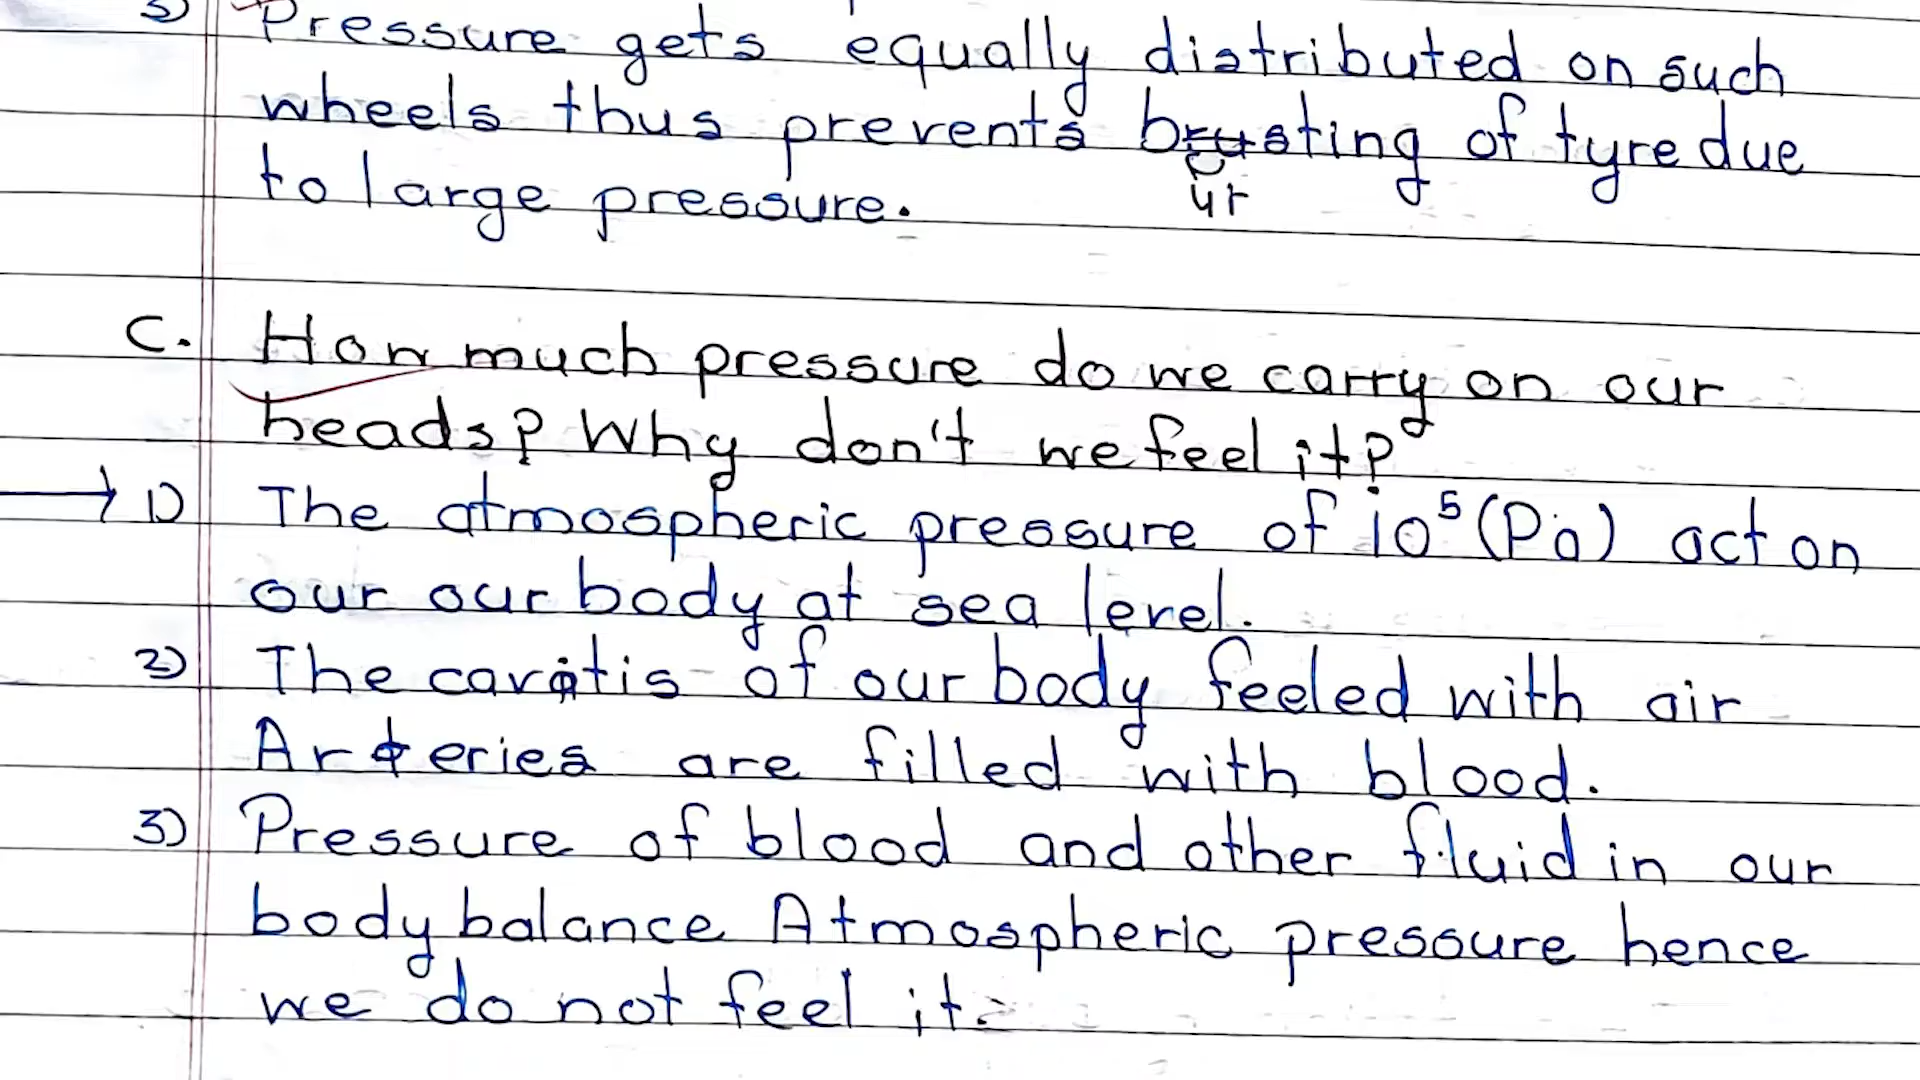 3) Pressure gets equally distributed on such
wheels thus prevents brusting of tyre due
ur
to large pressure.
C. How much pressure do we carry on our
heads? Why don't we feel it?
→ 1) The atmospheric pressure of 10⁵ (Pa) act on
our our body at sea level.
2) The cavitis of our body feeled with air
Arteries are filled with blood.
3) Pressure of blood and other fluid in our
body balance Atmospheric pressure hence
we do not feel it.